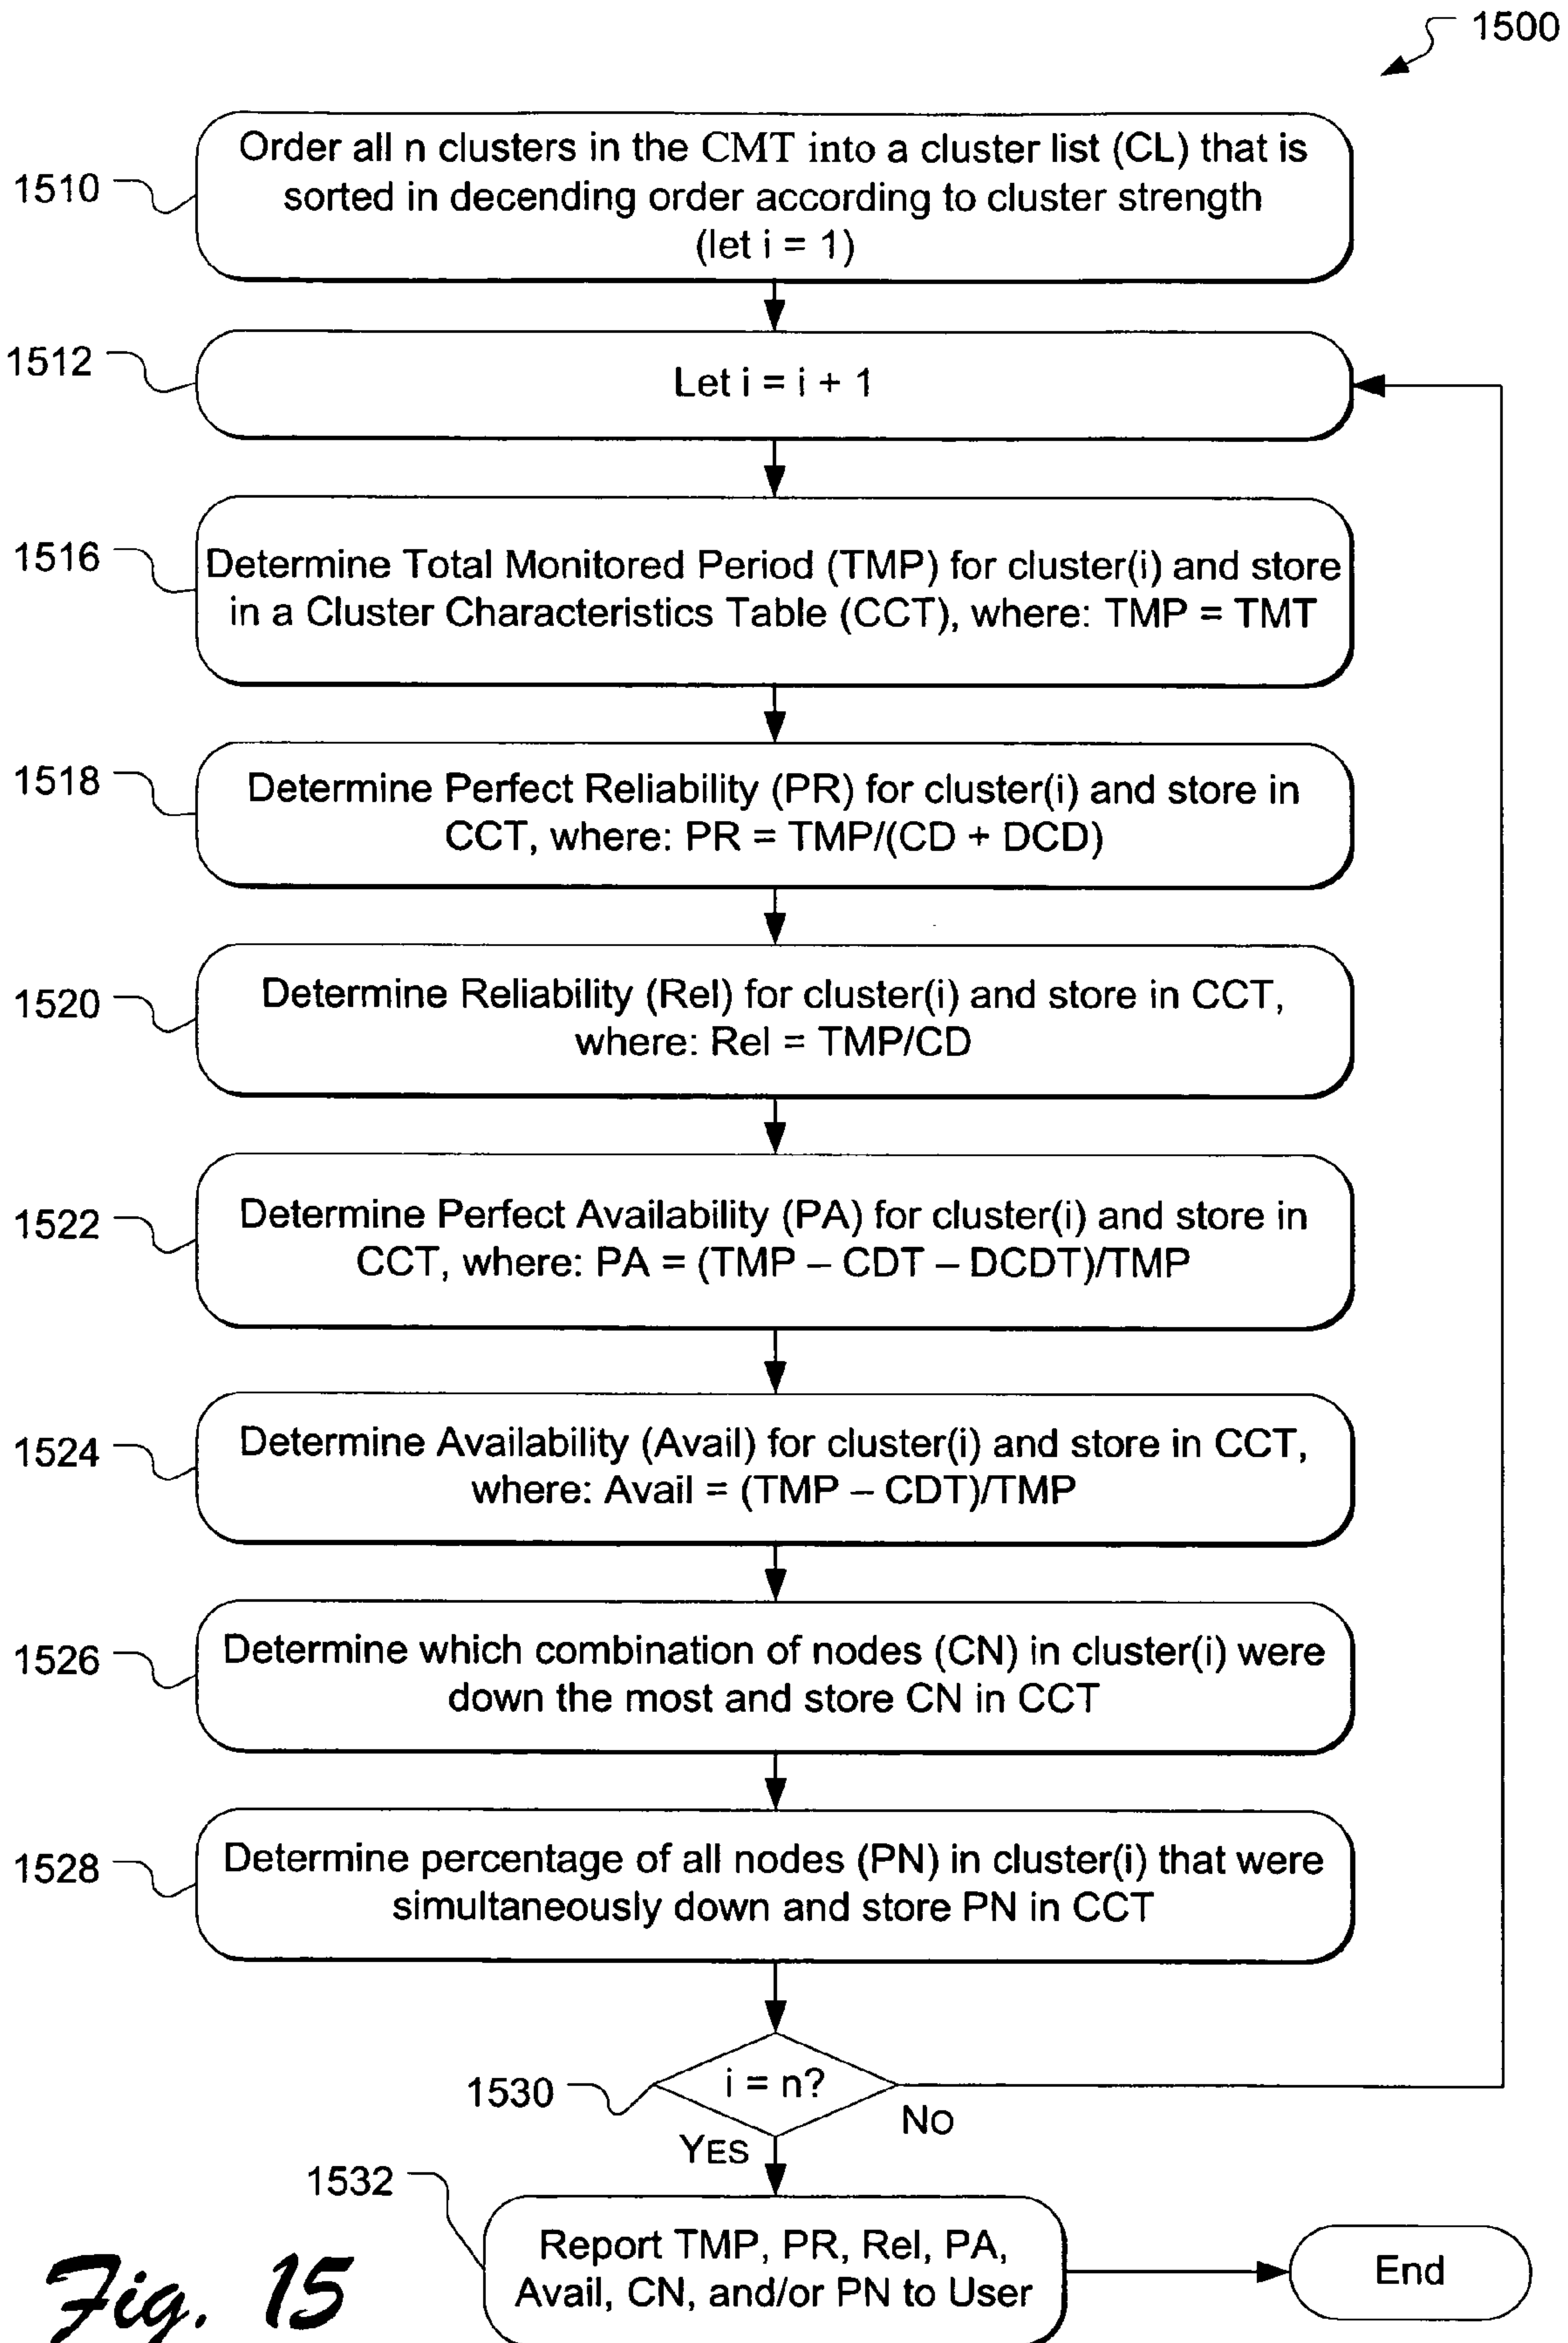 1500
1510
Order all n clusters in the CMT into a cluster list (CL) that is
sorted in decending order according to cluster strength
(let i = 1)
1512
Let i = i + 1
1516
Determine Total Monitored Period (TMP) for cluster(i) and store
in a Cluster Characteristics Table (CCT), where: TMP = TMT
1518
Determine Perfect Reliability (PR) for cluster(i) and store in
CCT, where: PR = TMP/(CD + DCD)
1520
Determine Reliability (Rel) for cluster(i) and store in CCT,
where: Rel = TMP/CD
1522
Determine Perfect Availability (PA) for cluster(i) and store in
CCT, where: PA = (TMP – CDT – DCDT)/TMP
1524
Determine Availability (Avail) for cluster(i) and store in CCT,
where: Avail = (TMP – CDT)/TMP
1526
Determine which combination of nodes (CN) in cluster(i) were
down the most and store CN in CCT
1528
Determine percentage of all nodes (PN) in cluster(i) that were
simultaneously down and store PN in CCT
1530
i = n?
NO
YES
1532
Report TMP, PR, Rel, PA,
Avail, CN, and/or PN to User
End
Fig. 15